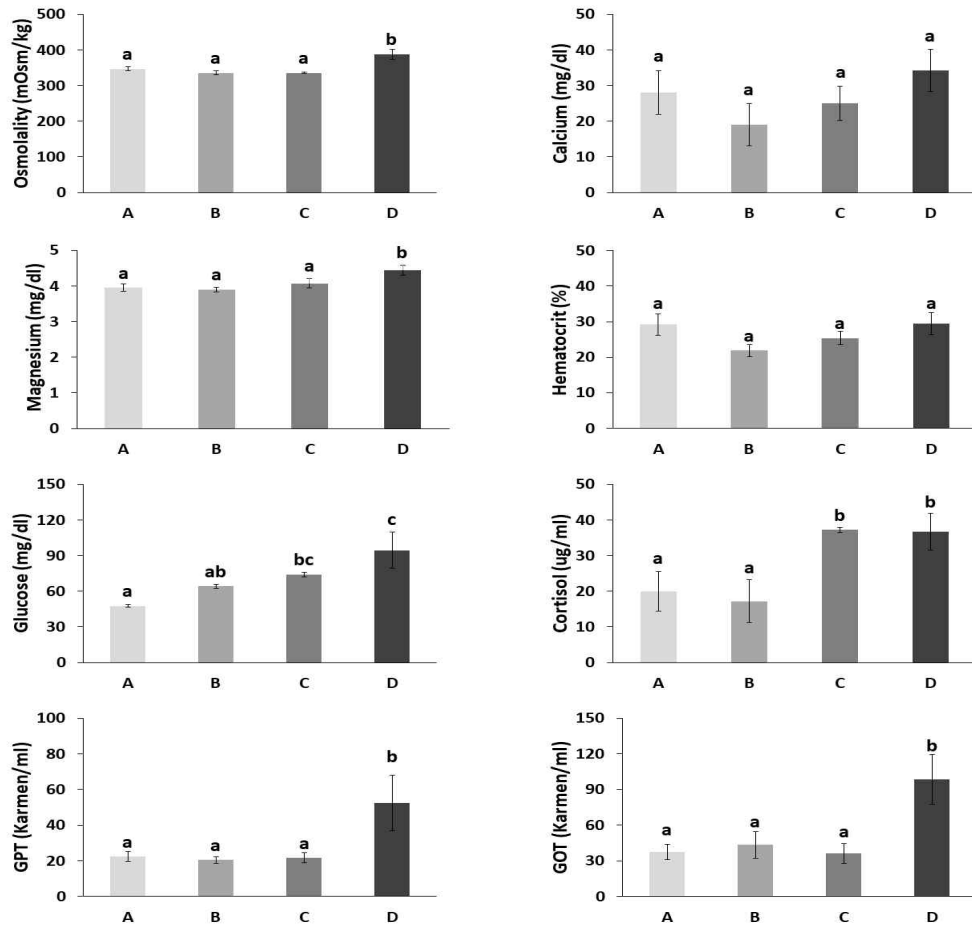 Osmolality (mOsm/kg)
500
400
300
200
100
0
a
a
a
b
A
B
C
D
Calcium (mg/dl)
50
40
30
20
10
0
a
a
a
a
A
B
C
D
Magnesium (mg/dl)
5
4
3
2
1
0
a
a
a
b
A
B
C
D
Hematocrit (%)
50
40
30
20
10
0
a
a
a
a
A
B
C
D
Glucose (mg/dl)
150
120
90
60
30
0
a
ab
bc
c
A
B
C
D
Cortisol (ug/ml)
50
40
30
20
10
0
a
a
b
b
A
B
C
D
GPT (Karmen/ml)
100
80
60
40
20
0
a
a
a
b
A
B
C
D
GOT (Karmen/ml)
150
120
90
60
30
0
a
a
a
b
A
B
C
D